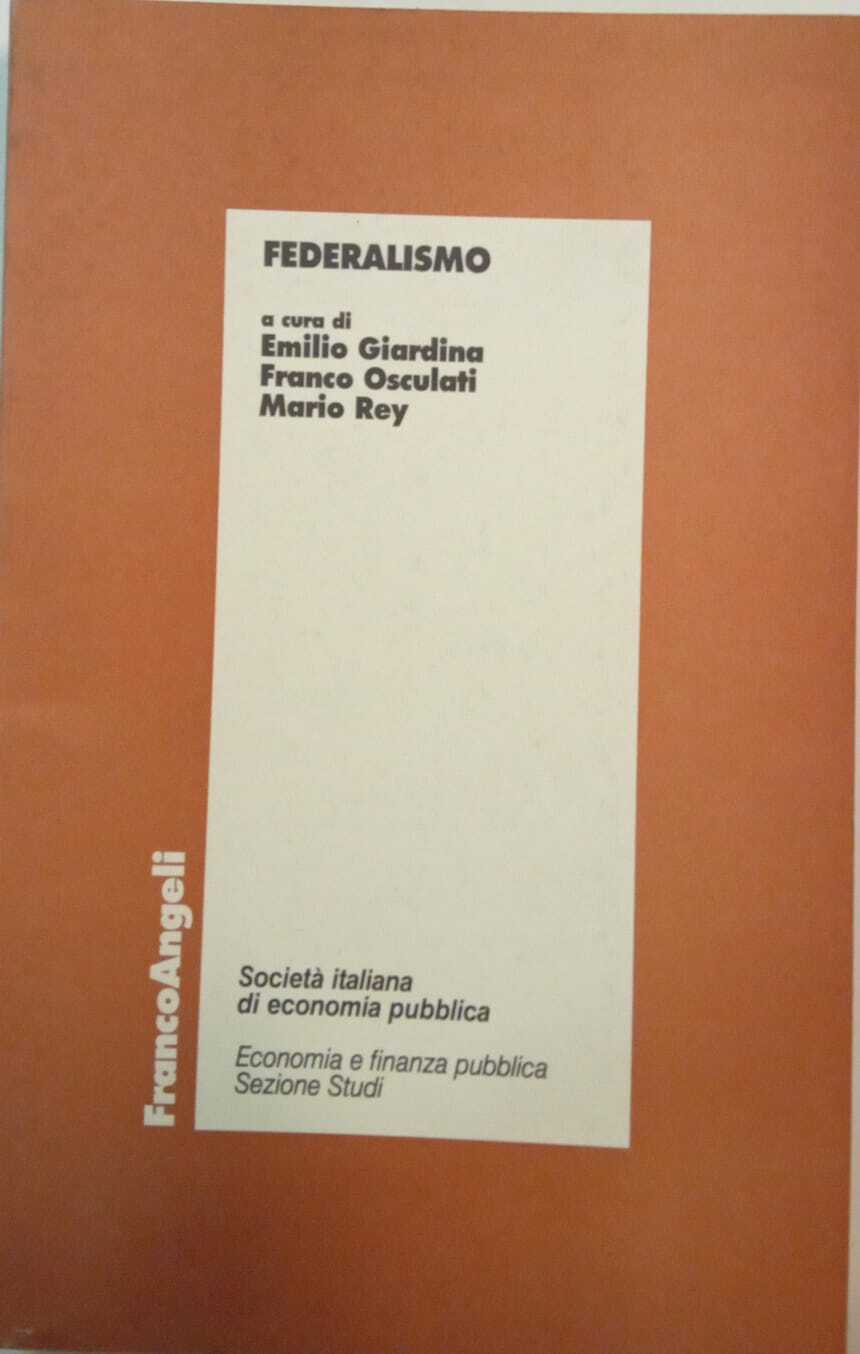 FEDERALISMO
a cura di
Emilio Giardina
Franco Osculati
Mario Rey
FrancoAngeli
Società italiana
di economia pubblica
Economia e finanza pubblica
Sezione Studi